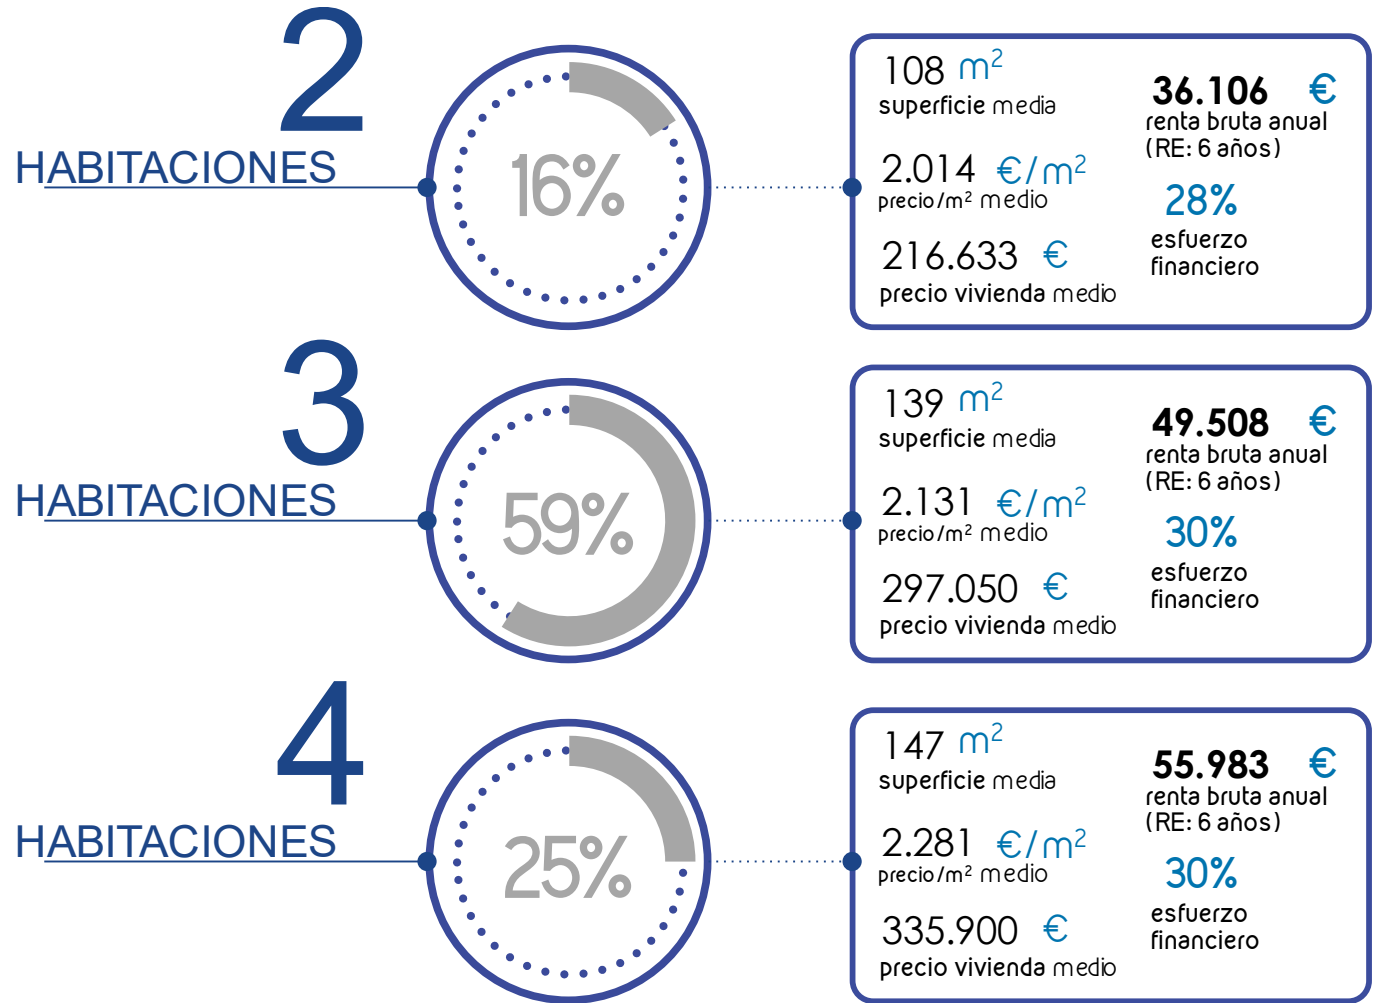 2
HABITACIONES
16%
108 m²
superficie media
2.014 €/m²
precio/m² medio
216.633 €
precio vivienda medio
36.106 €
renta bruta anual
(RE: 6 años)
28%
esfuerzo
financiero
3
HABITACIONES
59%
139 m²
superficie media
2.131 €/m²
precio/m² medio
297.050 €
precio vivienda medio
49.508 €
renta bruta anual
(RE: 6 años)
30%
esfuerzo
financiero
4
HABITACIONES
25%
147 m²
superficie media
2.281 €/m²
precio/m² medio
335.900 €
precio vivienda medio
55.983 €
renta bruta anual
(RE: 6 años)
30%
esfuerzo
financiero